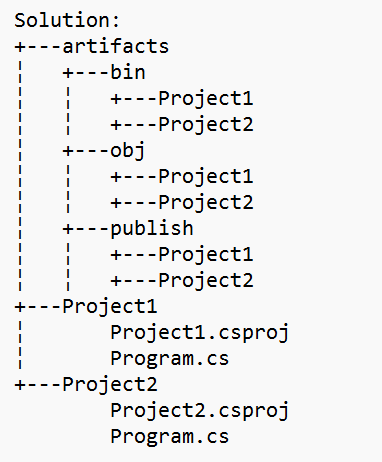 Solution:
+---artifacts
¦   +---bin
¦   ¦   +---Project1
¦   ¦   +---Project2
¦   +---obj
¦   ¦   +---Project1
¦   ¦   +---Project2
¦   +---publish
¦   ¦   +---Project1
¦   ¦   +---Project2
+---Project1
¦       Project1.csproj
¦       Program.cs
+---Project2
        Project2.csproj
        Program.cs